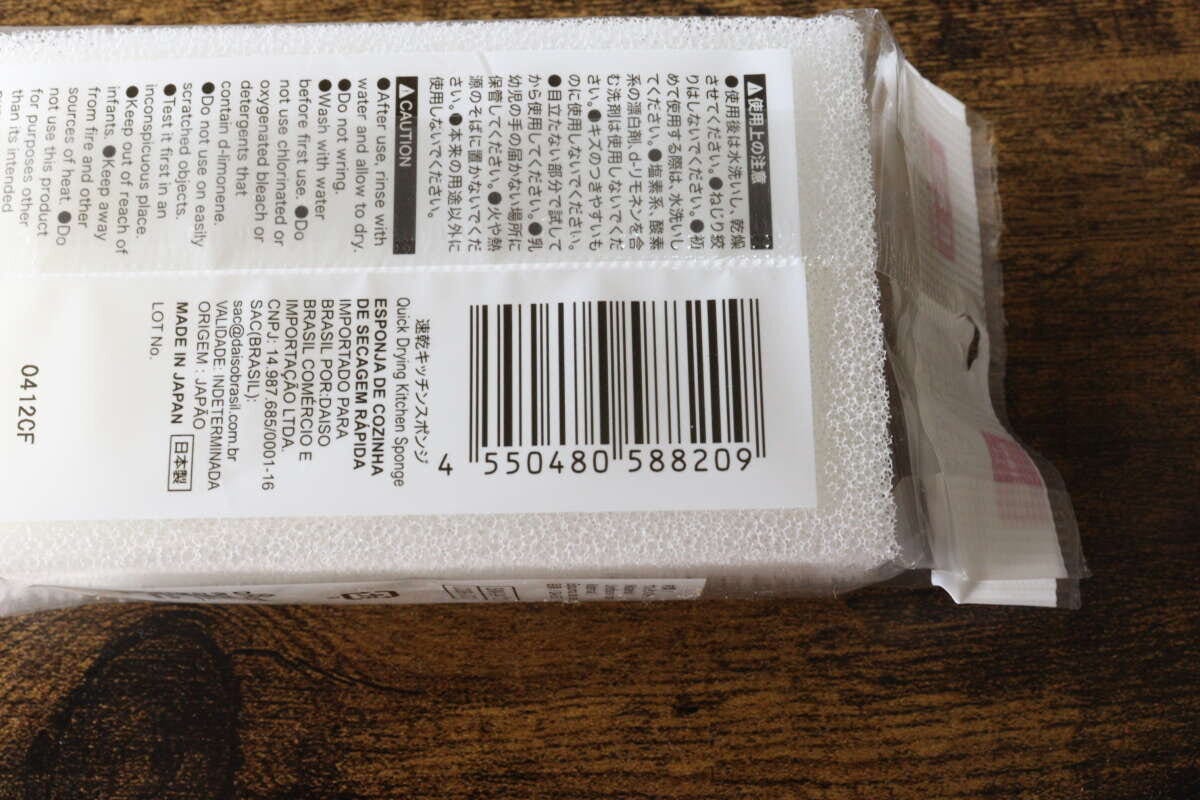 ⚠使用上の注意
●使用後は水洗いし、乾燥
させてください。●ねじり絞
りはしないでください。●初
めて使用する際は、水洗いし
てください。●塩素系、酸素
系の漂白剤、d-リモネンを含
む洗剤は使用しないでくだ
さい。●キズのつきやすいも
のに使用しないでください。
●目立たない部分で試して
から使用してください。●乳
幼児の手の届かない場所に
保管してください。●火や熱
源のそばに置かないでくだ
さい。●本来の用途以外に
使用しないでください。
⚠CAUTION
●After use, rinse with
water and allow to dry.
●Do not wring.
●Wash with water
before first use. ●Do
not use chlorinated or
oxygenated bleach or
detergents that
contain d-limonene.
●Do not use on easily
scratched objects.
●Test it first in an
inconspicuous place.
●Keep out of reach of
infants. ●Keep away
from fire and other
sources of heat. ●Do
not use this product
for purposes other
than its intended
4 550480 588209
速乾キッチンスポンジ
Quick Drying Kitchen Sponge
ESPONJA DE COZINHA
DE SECAGEM RÁPIDA
IMPORTADO PARA
BRASIL POR:DAISO
BRASIL COMÉRCIO E
IMPORTAÇÃO LTDA.
CNPJ: 14.987.685/0001-16
SAC(BRASIL):
sac@daisobrasil.com.br
VALIDADE: INDETERMINADA
ORIGEM : JAPÃO
MADE IN JAPAN 日本製
LOT No.
0412CF